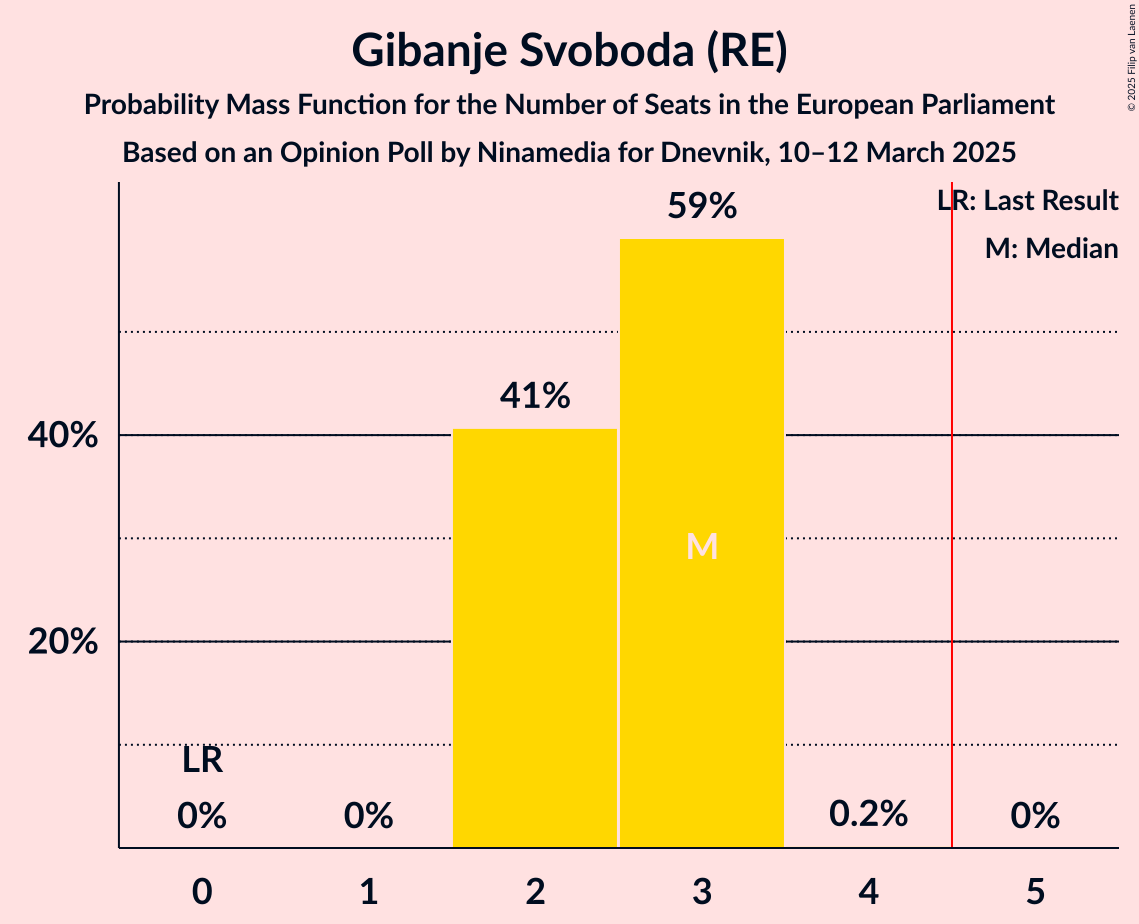 Gibanje Svoboda (RE)
Probability Mass Function for the Number of Seats in the European Parliament
Based on an Opinion Poll by Ninamedia for Dnevnik, 10–12 March 2025
© 2025 Filip van Laenen
LR: Last Result
M: Median
59%
41%
40%
M
20%
LR
0%
0%
0.2%
0%
0
1
2
3
4
5